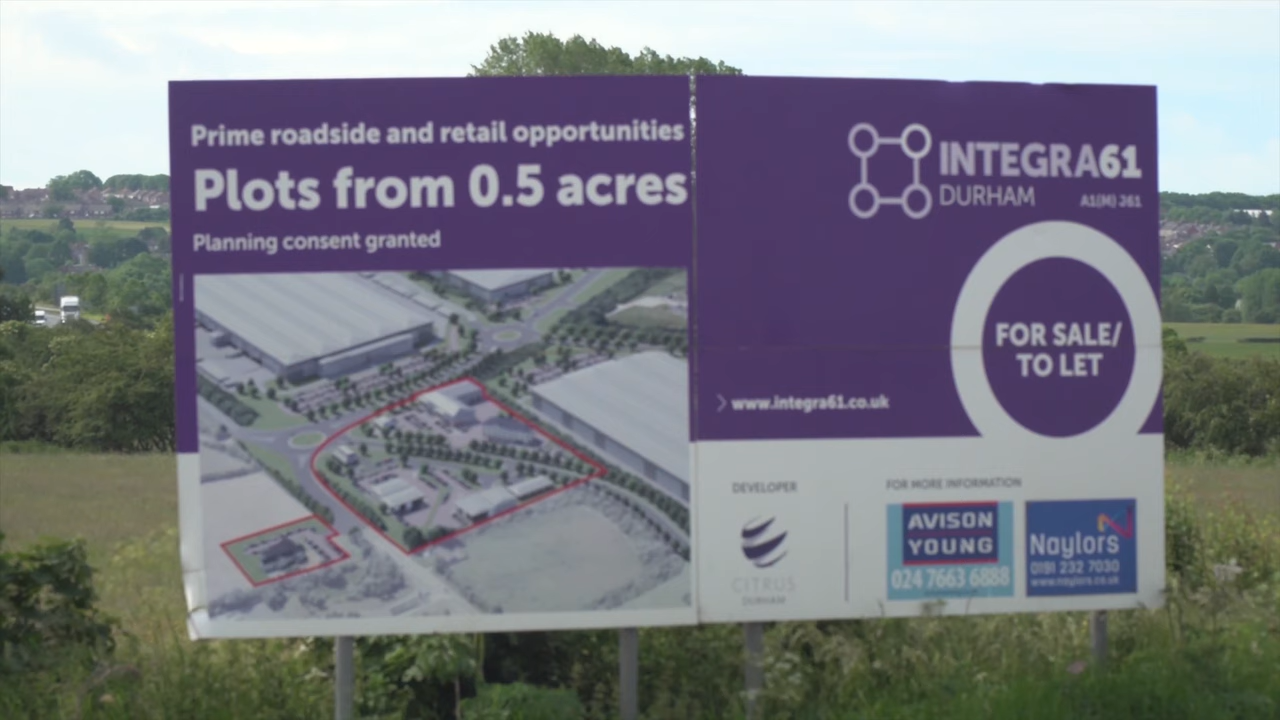 Prime roadside and retail opportunities
Plots from 0.5 acres
Planning consent granted
INTEGRA61
DURHAM
A1(M) J61
FOR SALE/
TO LET
www.integra61.co.uk
DEVELOPER
CITRUS
DURHAM
FOR MORE INFORMATION
AVISON
YOUNG
024 7663 6888
Naylors
0191 232 7030
www.naylors.co.uk